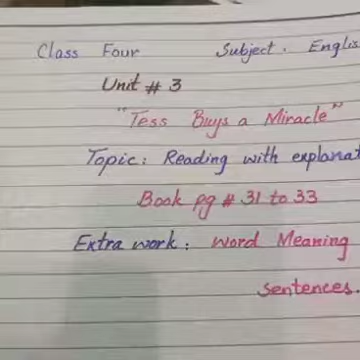 Class Four Subject. Englis
Unit # 3
"Tess Buys a Miracle"
Topic: Reading with explanat
Book pg # 31 to 33
Extra work: Word Meaning
sentences.